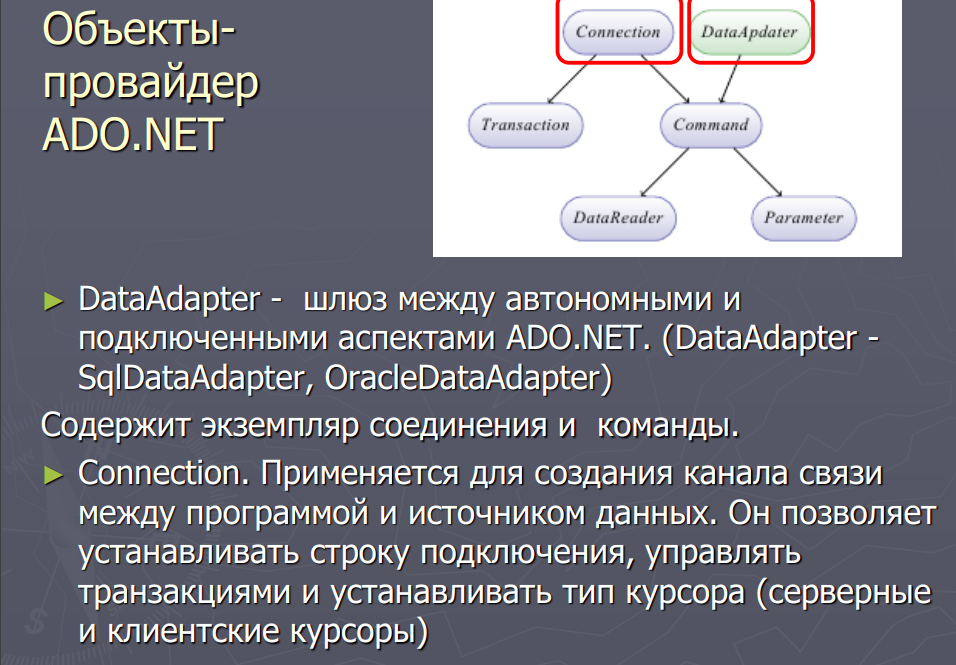 Объекты-
провайдер
ADO.NET
Connection
DataApdater
Transaction
Command
DataReader
Parameter
► DataAdapter - шлюз между автономными и
подключенными аспектами ADO.NET. (DataAdapter -
SqlDataAdapter, OracleDataAdapter)
Содержит экземпляр соединения и команды.
► Connection. Применяется для создания канала связи
между программой и источником данных. Он позволяет
устанавливать строку подключения, управлять
транзакциями и устанавливать тип курсора (серверные
и клиентские курсоры)